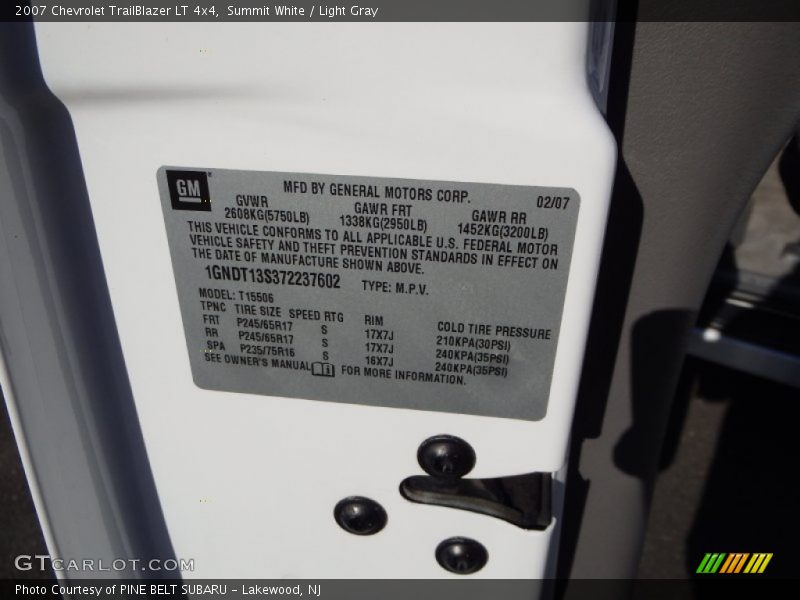 2007 Chevrolet TrailBlazer LT 4x4,  Summit White / Light Gray
GM
MFD BY GENERAL MOTORS CORP.
02/07
GVWR GAWR FRT GAWR RR
2608KG(5750LB) 1338KG(2950LB) 1452KG(3200LB)
THIS VEHICLE CONFORMS TO ALL APPLICABLE U.S. FEDERAL MOTOR
VEHICLE SAFETY AND THEFT PREVENTION STANDARDS IN EFFECT ON
THE DATE OF MANUFACTURE SHOWN ABOVE.
1GNDT13S372237602 TYPE: M.P.V.
MODEL: T15506
TPNC TIRE SIZE SPEED RTG RIM COLD TIRE PRESSURE
FRT P245/65R17 S 17X7J 210KPA(30PSI)
RR P245/65R17 S 17X7J 240KPA(35PSI)
SPA P235/75R16 S 16X7J 240KPA(35PSI)
SEE OWNER'S MANUAL FOR MORE INFORMATION.
GTCARLOT.COM
Photo Courtesy of PINE BELT SUBARU - Lakewood, NJ